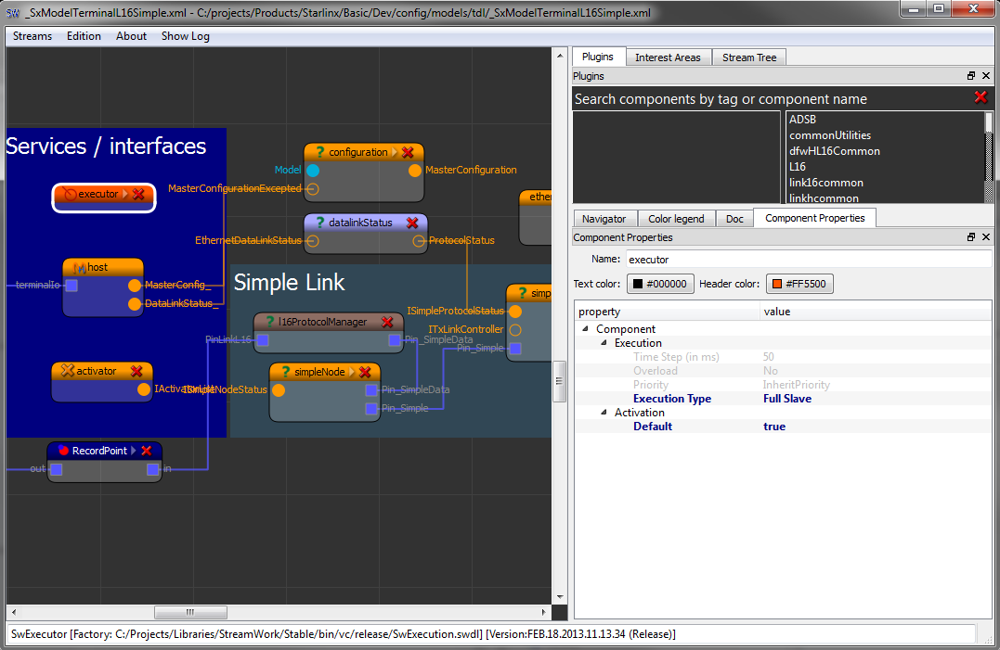 SW _SxModelTerminalL16Simple.xml - C:/projects/Products/Starlinx/Basic/Dev/config/models/tdl/_SxModelTerminalL16Simple.xml
Streams Edition About Show Log
Services / interfaces
executor
host
terminalIo
MasterConfig_
DataLinkStatus_
activator
IActivationList
RecordPoint
out in
configuration
Model MasterConfiguration
MasterConfigurationExcepted
datalinkStatus
EthernetDataLinkStatus ProtocolStatus
ether
Simple Link
l16ProtocolManager
PinLinkL16 Pin_SimpleData
simpleNode
ISimpleNodeStatus Pin_SimpleData
Pin_Simple
simp
ISimpleProtocolStatus
ITxLinkController
Pin_Simple
Plugins Interest Areas Stream Tree
Plugins
Search components by tag or component name
ADSB
commonUtilities
dfwHL16Common
L16
link16common
linkhcommon
Navigator Color legend Doc Component Properties
Component Properties
Name: executor
Text color: #000000 Header color: #FF5500
property value
Component
Execution
Time Step (in ms) 50
Overload No
Priority InheritPriority
Execution Type Full Slave
Activation
Default true
SwExecutor [Factory: C:/Projects/Libraries/StreamWork/Stable/bin/vc/release/SwExecution.swdl] [Version:FEB.18.2013.11.13.34 (Release)]